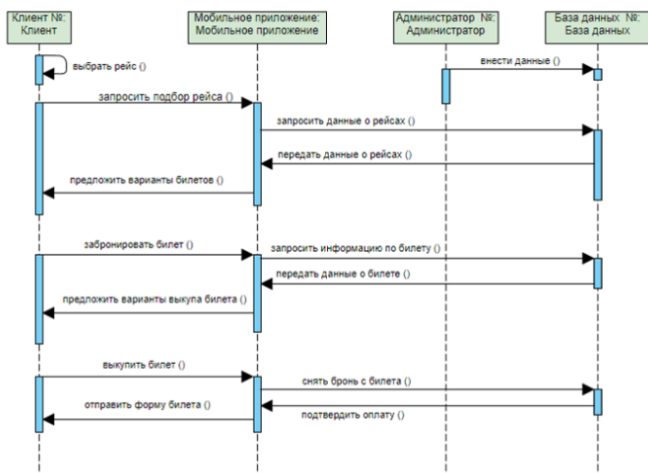 Клиент №:
Клиент
Мобильное приложение:
Мобильное приложение
Администратор №:
Администратор
База данных №:
База данных
выбрать рейс ()
внести данные ()
запросить подбор рейса ()
запросить данные о рейсах ()
передать данные о рейсах ()
предложить варианты билетов ()
забронировать билет ()
запросить информацию по билету ()
передать данные о билете ()
предложить варианты выкупа билета ()
выкупить билет ()
снять бронь с билета ()
отправить форму билета ()
подтвердить оплату ()